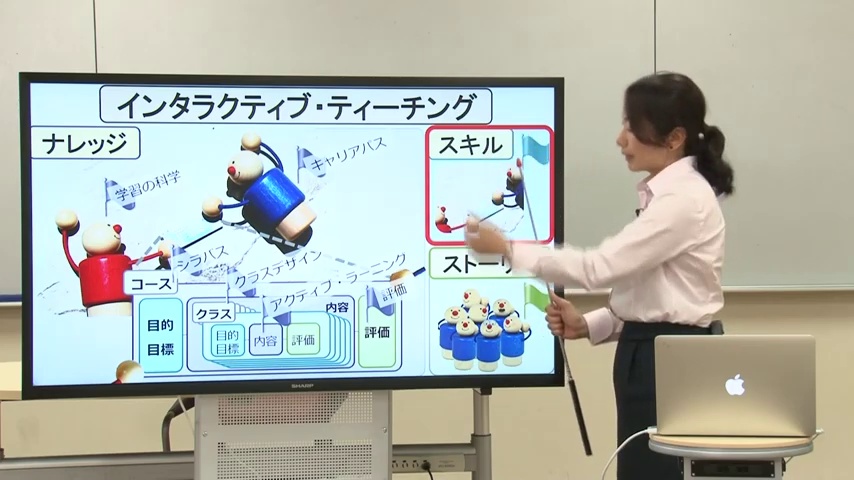 インタラクティブ・ティーチング
ナレッジ
スキル
キャリアパス
学習の科学
シラバス
クラスデザイン
アクティブ・ラーニング
評価
ストーリ
コース
目的
目標
クラス
内容
目的
目標
内容
評価
評価
SHARP